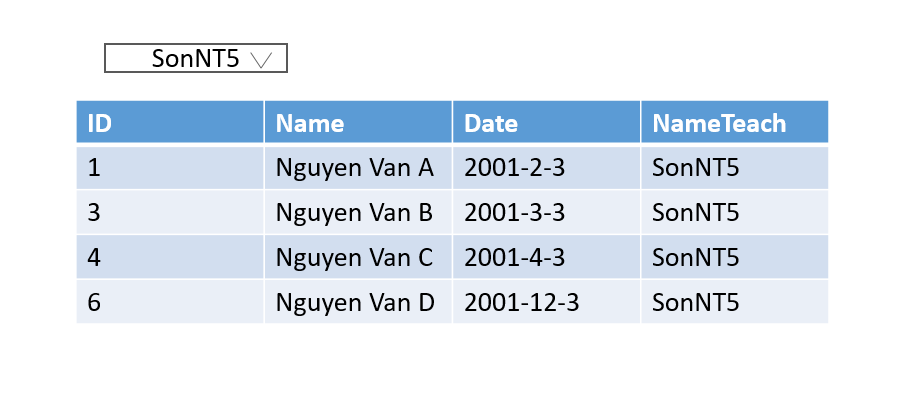 SonNT5
ID Name Date NameTeach
1 Nguyen Van A 2001-2-3 SonNT5
3 Nguyen Van B 2001-3-3 SonNT5
4 Nguyen Van C 2001-4-3 SonNT5
6 Nguyen Van D 2001-12-3 SonNT5